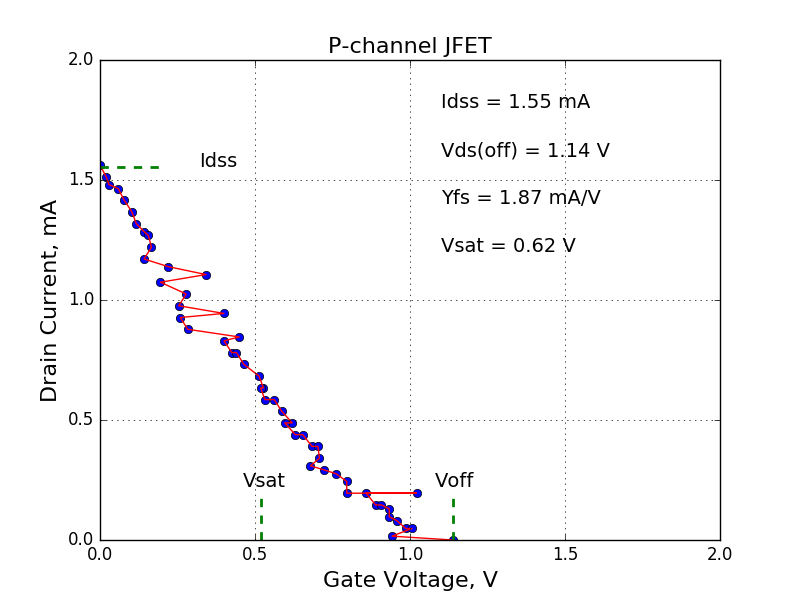 P-channel JFET
2.0
1.5
1.0
0.5
0.0
Drain Current, mA
Idss = 1.55 mA
Vds(off) = 1.14 V
Yfs = 1.87 mA/V
Vsat = 0.62 V
Idss
Vsat
Voff
0.0 0.5 1.0 1.5 2.0
Gate Voltage, V